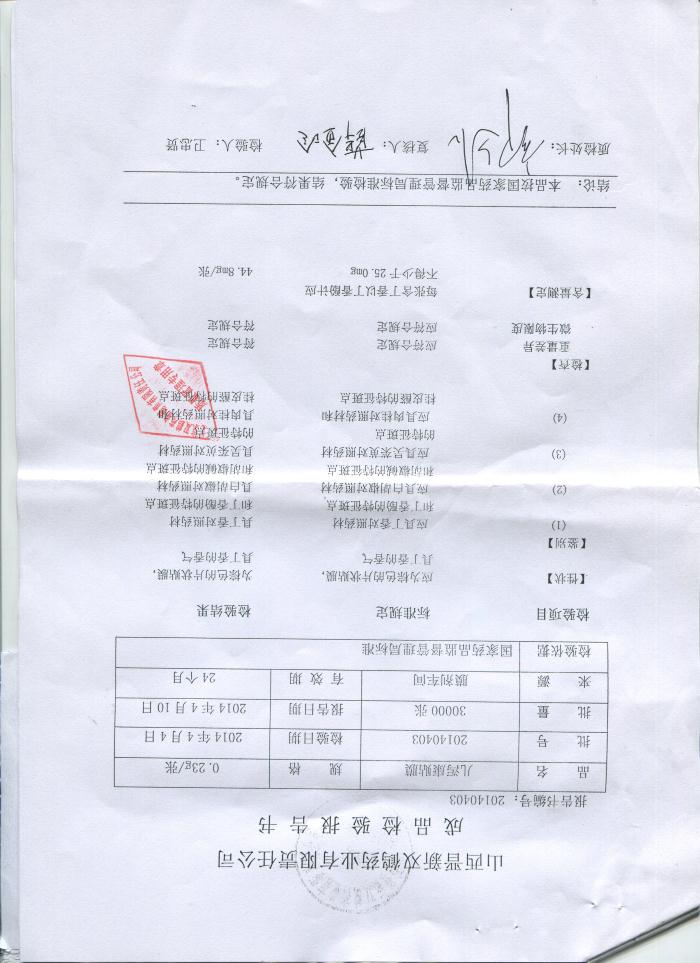 山西晋新双鹤药业有限责任公司
成品检验报告书
报告书编号：20140403
品 名 儿泻康贴膜 规 格 0.23g/张
批 号 20140403 检验日期 2014年4月4日
批 量 30000张 报告日期 2014年4月10日
来 源 膜剂车间 有效期 24个月
检验依据 国家药品监督管理局标准
检验项目 标准规定 检验结果
【性状】 应为棕色的片状贴膜， 为棕色的片状贴膜，
具丁香的香气 具丁香的香气
【鉴别】
(1) 应具丁香对照药材 具丁香对照药材
和丁香酚的特征斑点 和丁香酚的特征斑点
(2) 应具白胡椒对照药材 具白胡椒对照药材
和胡椒碱的特征斑点 和胡椒碱的特征斑点
(3) 应具吴茱萸对照药材 具吴茱萸对照药材
的特征斑点 的特征斑点
(4) 应具肉桂对照药材和 具肉桂对照药材和
桂皮醛的特征斑点 桂皮醛的特征斑点
【检查】
重量差异 应符合规定 符合规定
微生物限度 应符合规定 符合规定
【含量测定】 每张含丁香以丁香酚计应
不得少于25.0mg 44.8mg/张
结论： 本品按国家药品监督管理局标准检验，结果符合规定。
质检处长： 复核人： 检验人：卫忠贤